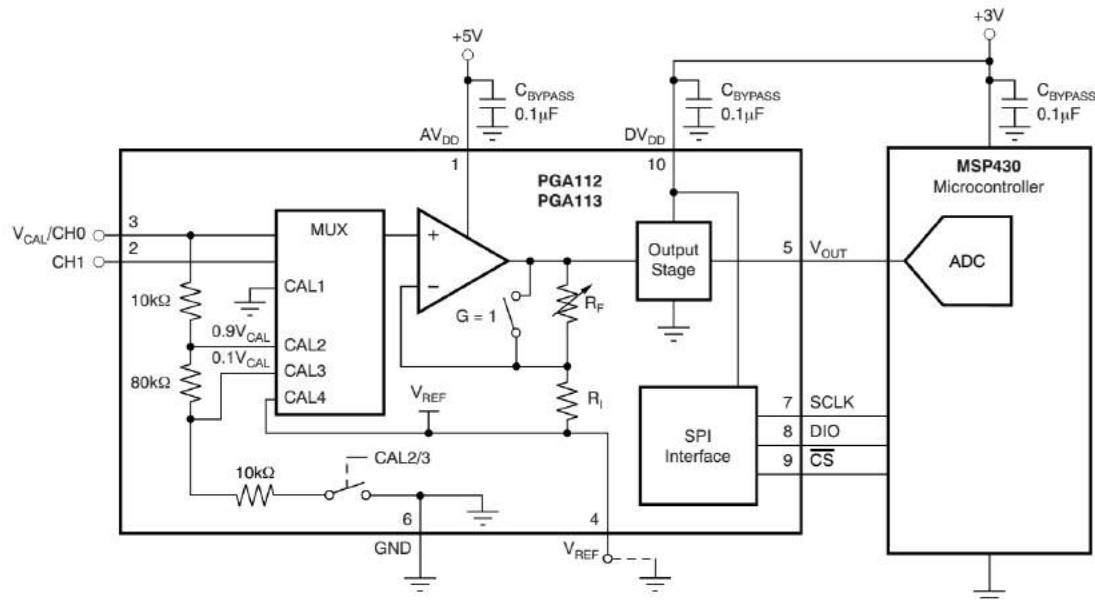 +5V
+3V
CBYPASS
0.1µF
CBYPASS
0.1µF
CBYPASS
0.1µF
AVDD
1
DVDD
10
PGA112
PGA113
MSP430
Microcontroller
3
VCAL/CH0
2
CH1
MUX
+
−
CAL1
10kΩ
0.9VCAL
CAL2
0.1VCAL
CAL3
80kΩ
CAL4
G = 1
RF
Output
Stage
5
VOUT
ADC
VREF
RI
SPI
Interface
7
SCLK
8
DIO
9
CS
10kΩ
CAL2/3
6
GND
4
VREF